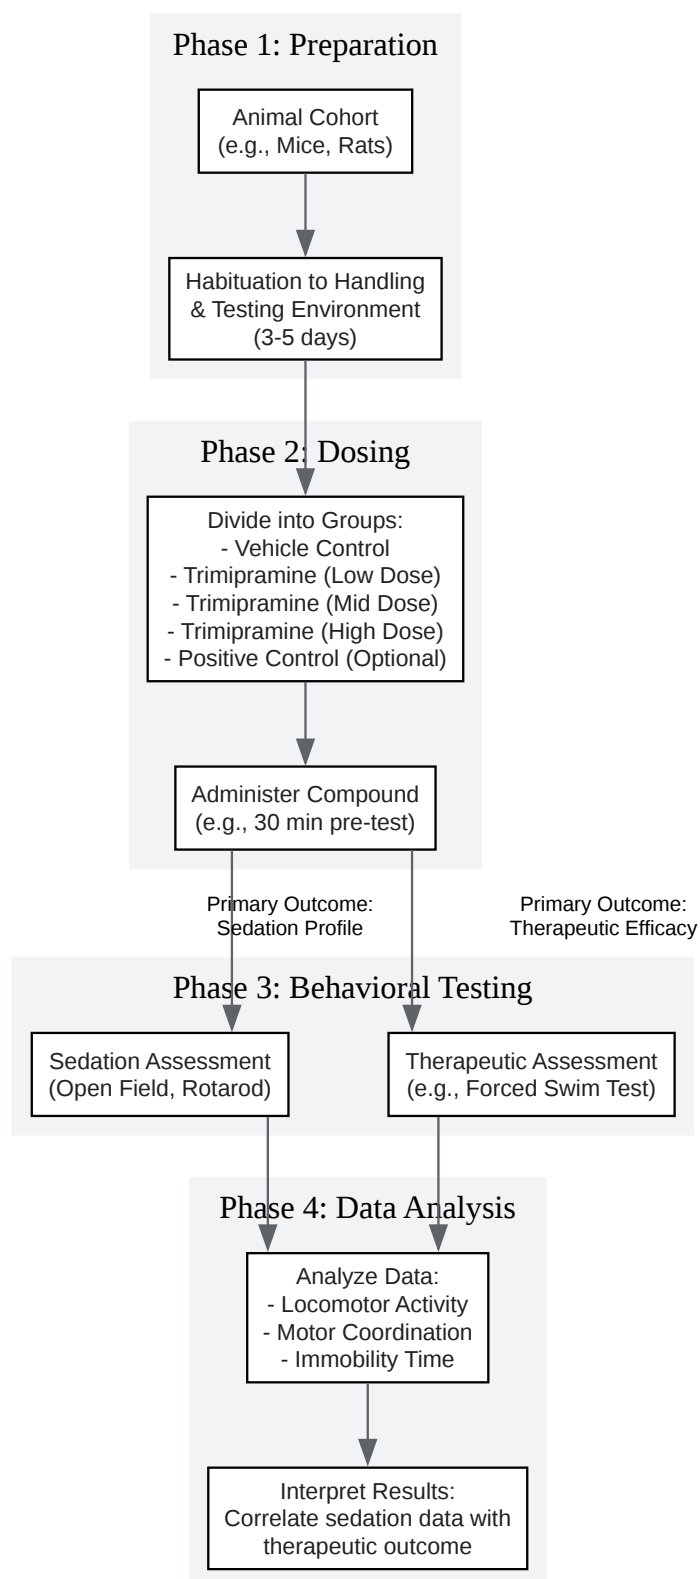 Phase 1: Preparation
Animal Cohort
(e.g., Mice, Rats)
Habituation to Handling
& Testing Environment
(3-5 days)
Phase 2: Dosing
Divide into Groups:
- Vehicle Control
- Trimipramine (Low Dose)
- Trimipramine (Mid Dose)
- Trimipramine (High Dose)
- Positive Control (Optional)
Administer Compound
(e.g., 30 min pre-test)
Primary Outcome:
Sedation Profile
Primary Outcome:
Therapeutic Efficacy
Phase 3: Behavioral Testing
Sedation Assessment
(Open Field, Rotarod)
Therapeutic Assessment
(e.g., Forced Swim Test)
Phase 4: Data Analysis
Analyze Data:
- Locomotor Activity
- Motor Coordination
- Immobility Time
Interpret Results:
Correlate sedation data with
therapeutic outcome